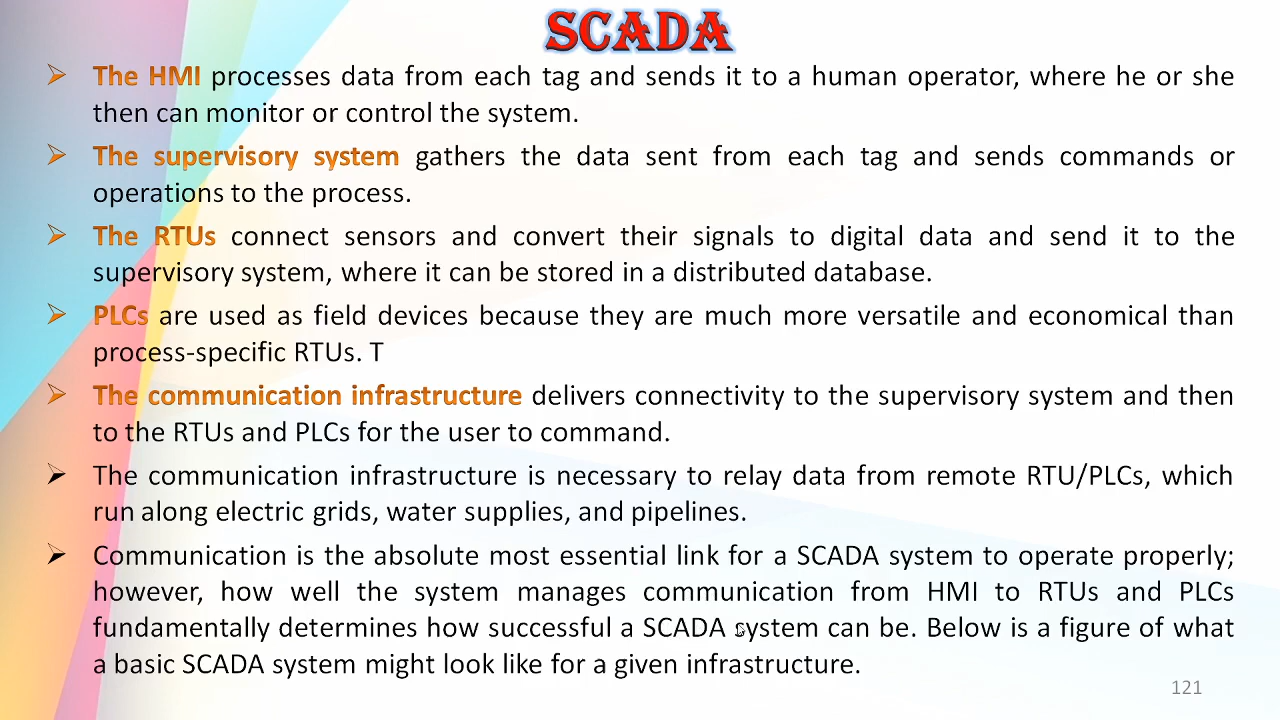 SCADA
➢ The HMI processes data from each tag and sends it to a human operator, where he or she
then can monitor or control the system.
➢ The supervisory system gathers the data sent from each tag and sends commands or
operations to the process.
➢ The RTUs connect sensors and convert their signals to digital data and send it to the
supervisory system, where it can be stored in a distributed database.
➢ PLCs are used as field devices because they are much more versatile and economical than
process-specific RTUs. T
➢ The communication infrastructure delivers connectivity to the supervisory system and then
to the RTUs and PLCs for the user to command.
➢ The communication infrastructure is necessary to relay data from remote RTU/PLCs, which
run along electric grids, water supplies, and pipelines.
➢ Communication is the absolute most essential link for a SCADA system to operate properly;
however, how well the system manages communication from HMI to RTUs and PLCs
fundamentally determines how successful a SCADA system can be. Below is a figure of what
a basic SCADA system might look like for a given infrastructure.
121